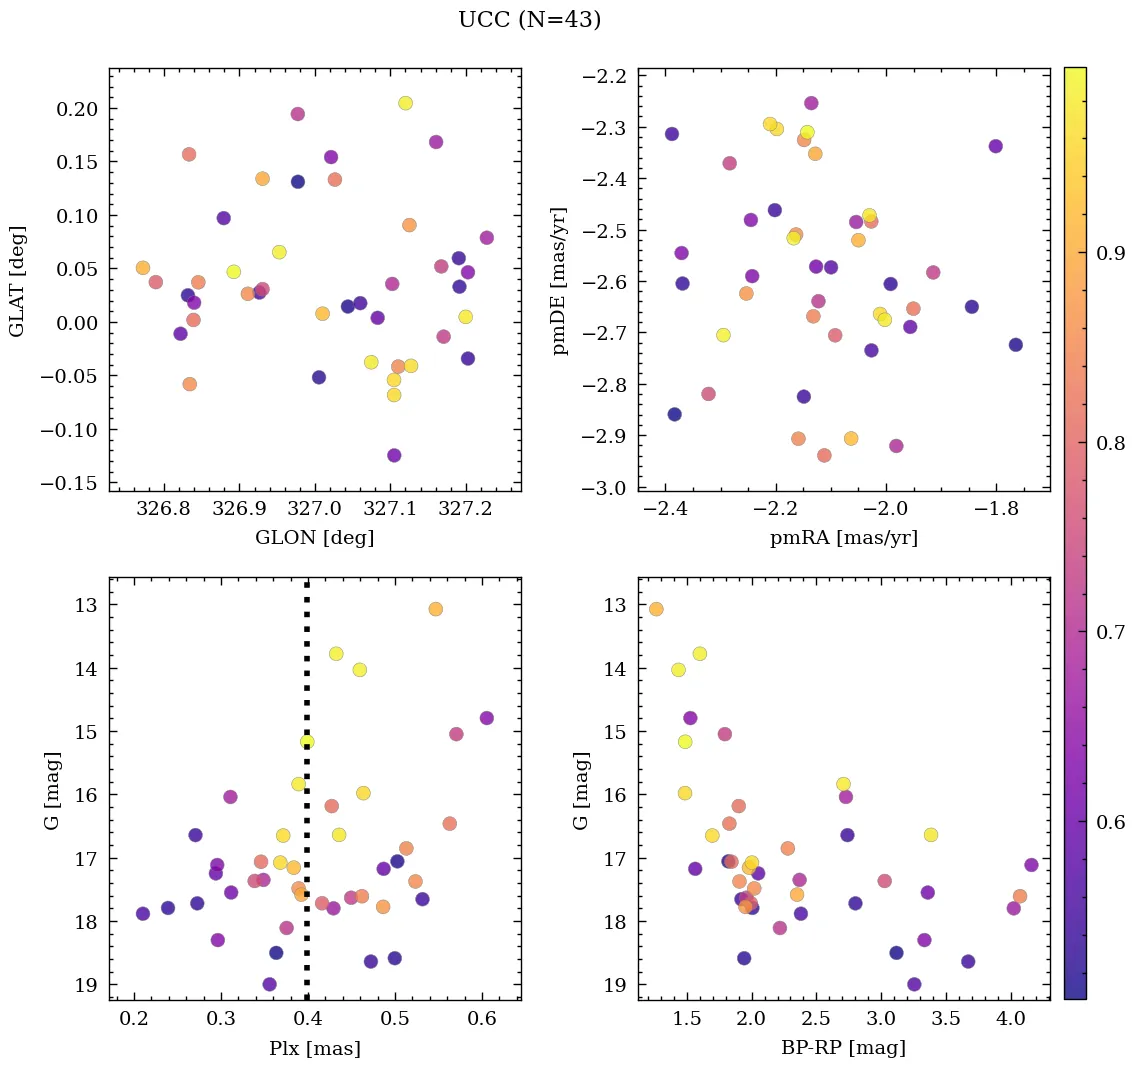 UCC (N=43)
0.20
0.15
0.10
0.05
0.00
−0.05
−0.10
−0.15
GLAT [deg]
326.8 326.9 327.0 327.1 327.2
GLON [deg]
−2.2
−2.3
−2.4
−2.5
−2.6
−2.7
−2.8
−2.9
−3.0
pmDE [mas/yr]
−2.4 −2.2 −2.0 −1.8
pmRA [mas/yr]
0.9
0.8
0.7
0.6
13
14
15
16
17
18
19
G [mag]
0.2 0.3 0.4 0.5 0.6
Plx [mas]
13
14
15
16
17
18
19
G [mag]
1.5 2.0 2.5 3.0 3.5 4.0
BP-RP [mag]